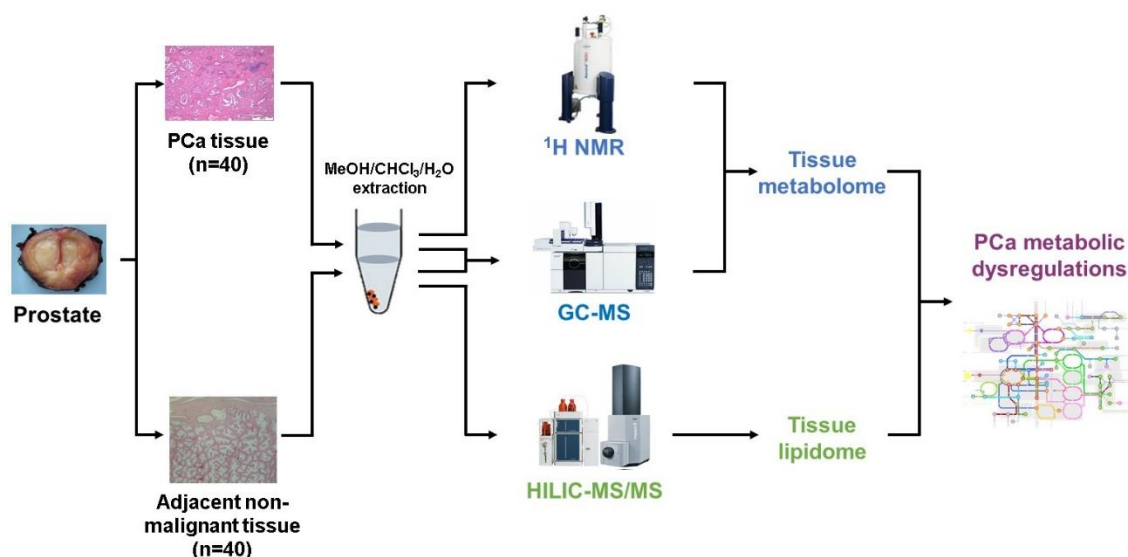 PCa tissue
(n=40)
MeOH/CHCl₃/H₂O
extraction
¹H NMR
Tissue
metabolome
Prostate
GC-MS
PCa metabolic
dysregulations
Adjacent non-
malignant tissue
(n=40)
HILIC-MS/MS
Tissue
lipidome